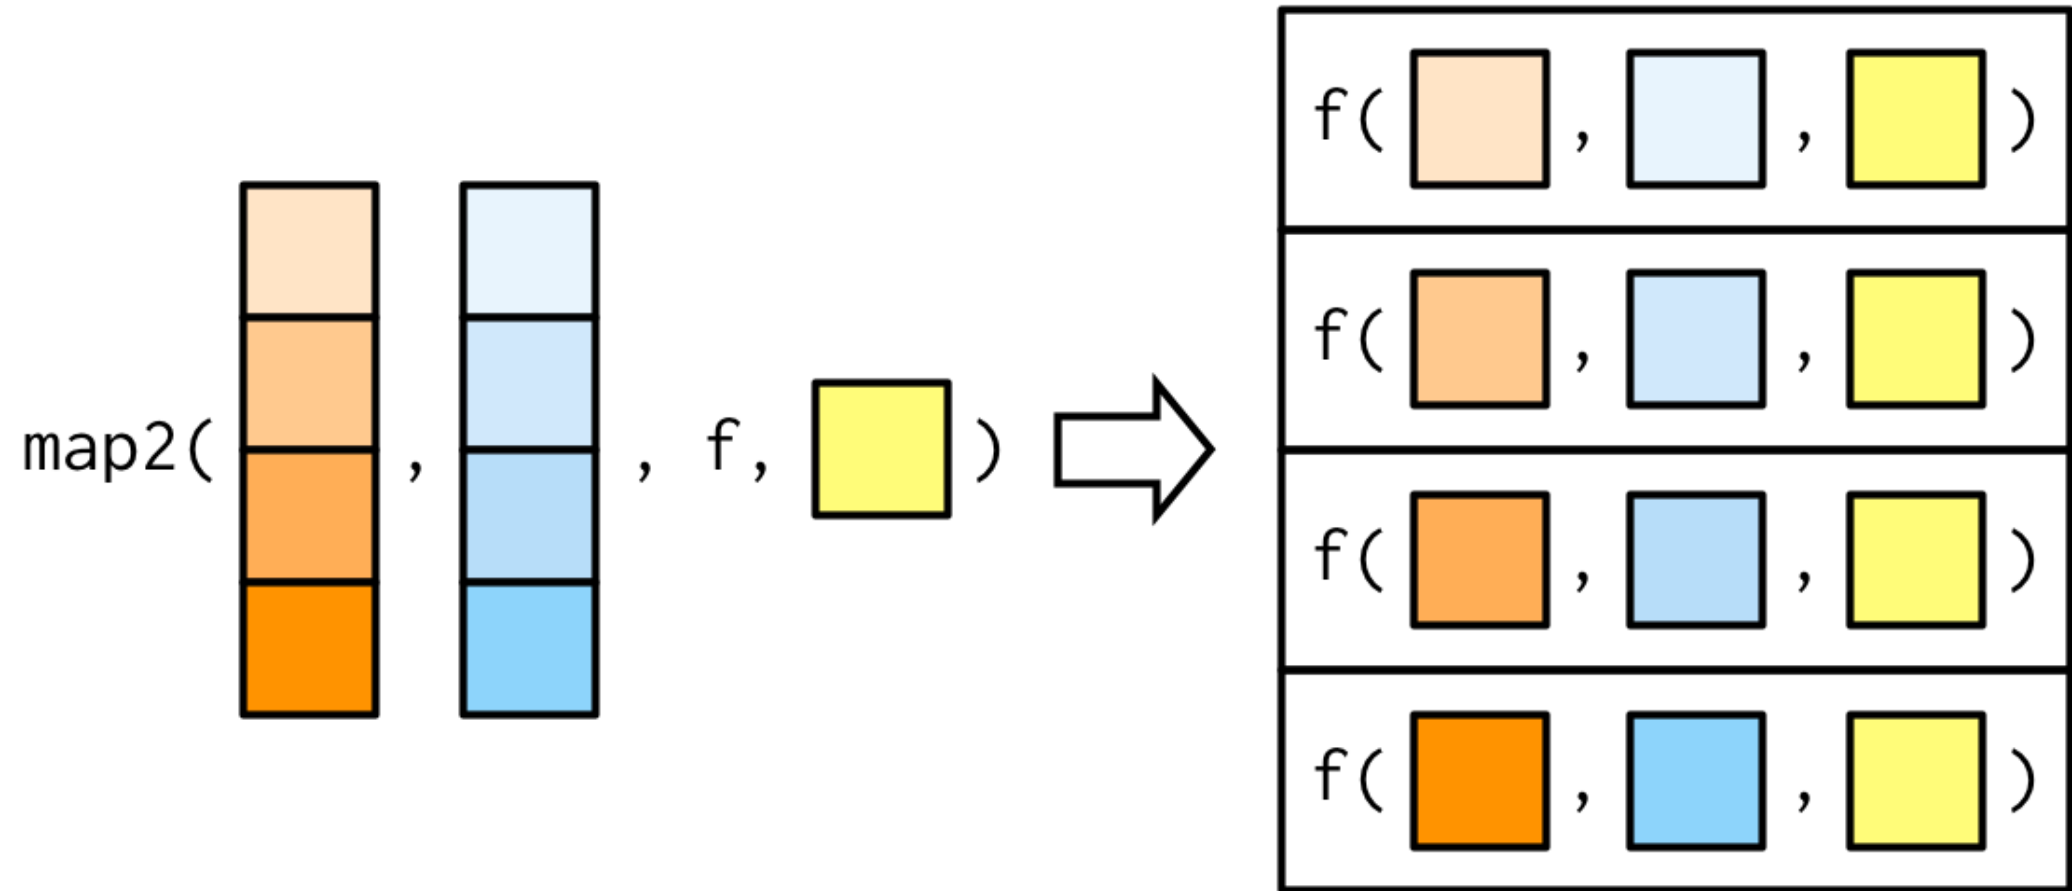 map2( , , f, )
f( , , )
f( , , )
f( , , )
f( , , )